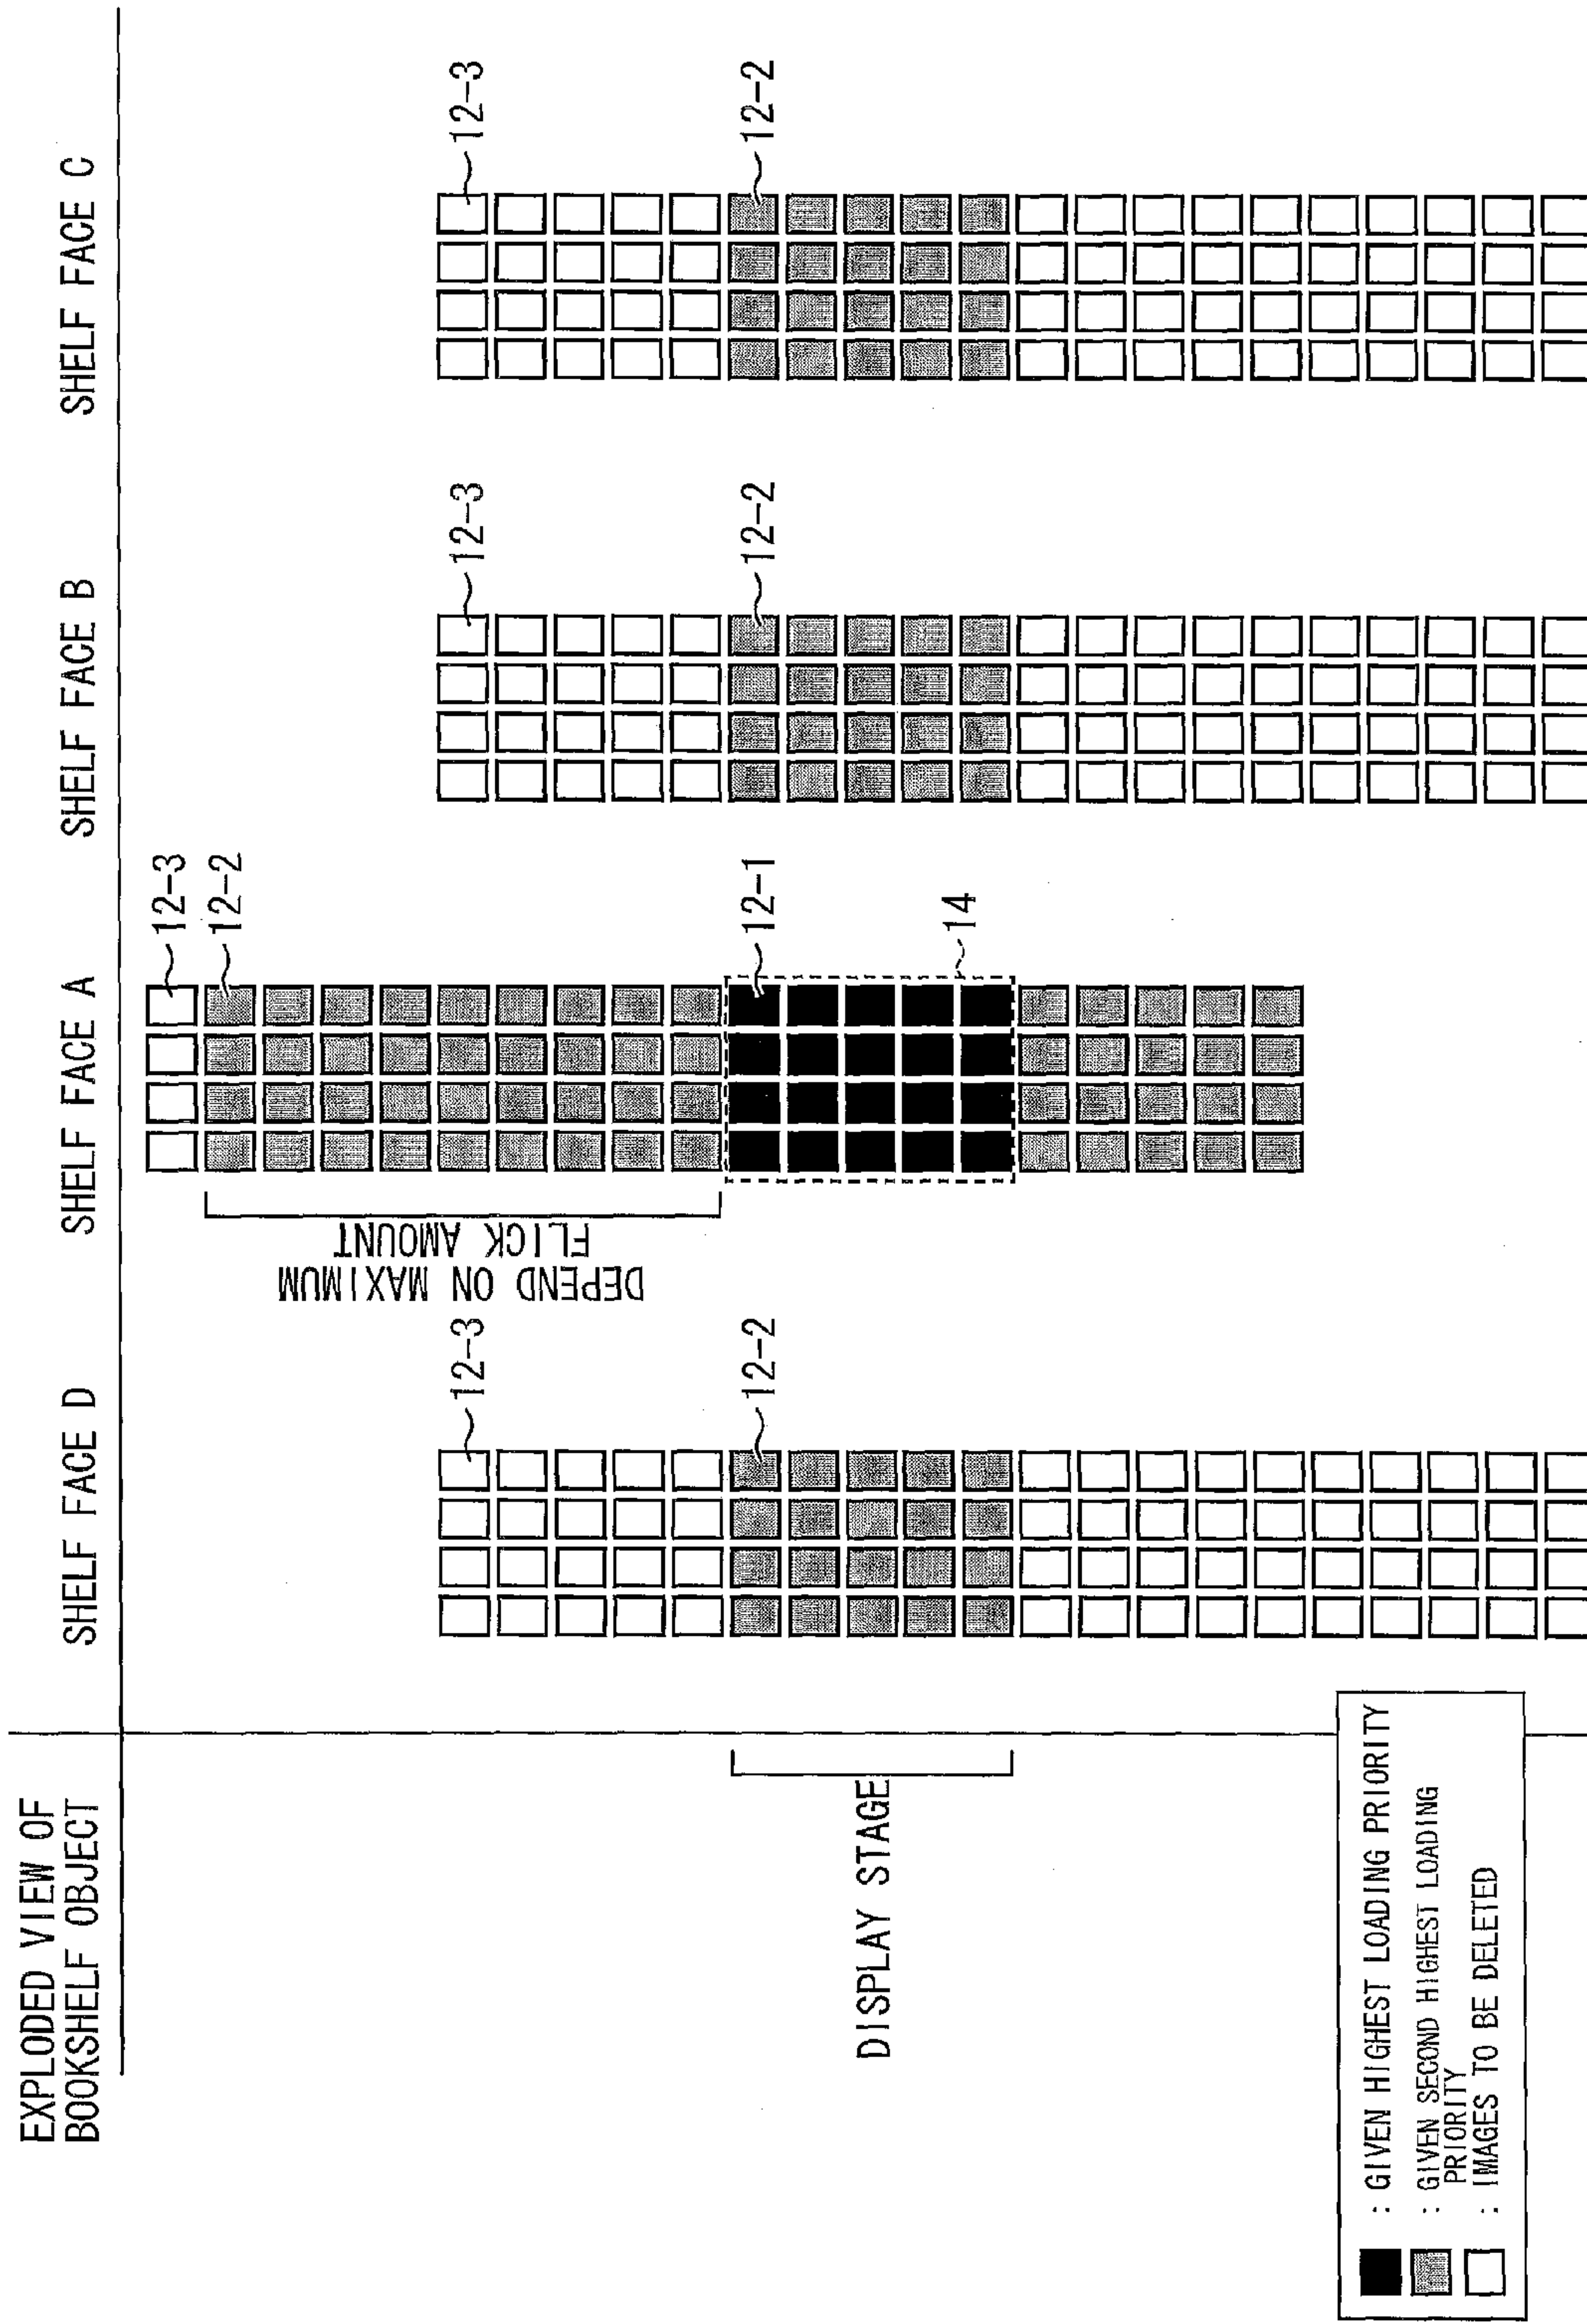 EXPLODED VIEW OF
BOOKSHELF OBJECT
SHELF FACE D
SHELF FACE A
SHELF FACE B
SHELF FACE C
12-3
12-2
12-3
12-3
12-3
DEPEND ON MAXIMUM
FLICK AMOUNT
DISPLAY STAGE
12-2
12-1
12-2
12-2
14
: GIVEN HIGHEST LOADING PRIORITY
: GIVEN SECOND HIGHEST LOADING
PRIORITY
: IMAGES TO BE DELETED